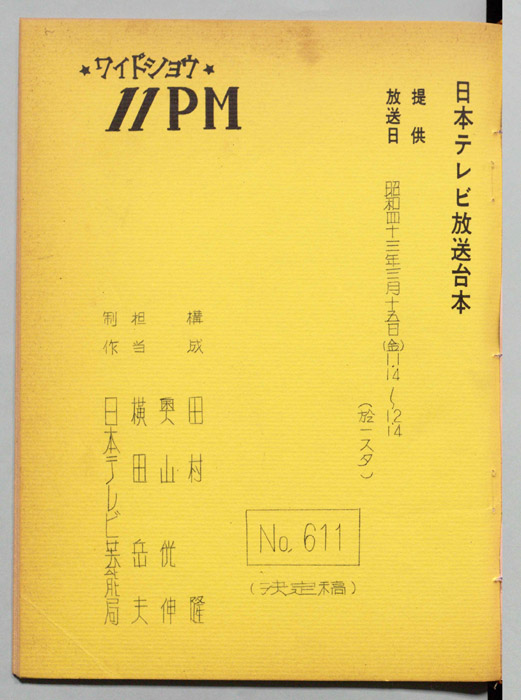 日本テレビ放送台本
提供
放送日
昭和四十三年三月十五日(金)11.14～12.4
(於一スタ)
★ワイドショウ★
11PM
構成 田村 隆
奥山侊伸
担当 横田岳夫
制作 日本テレビ芸能局
No. 611
(決定稿)